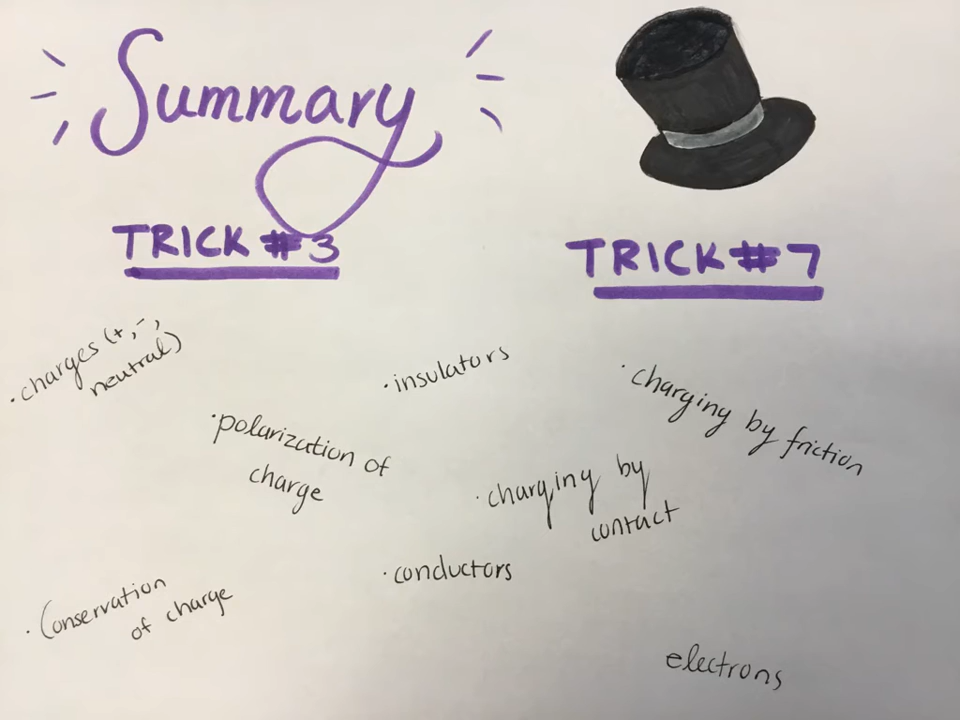 Summary
TRICK #3
TRICK #7
·charges (+, -,
neutral)
·insulators
·charging by friction
·polarization of
charge
·charging by
contact
·conductors
·Conservation
of charge
electrons